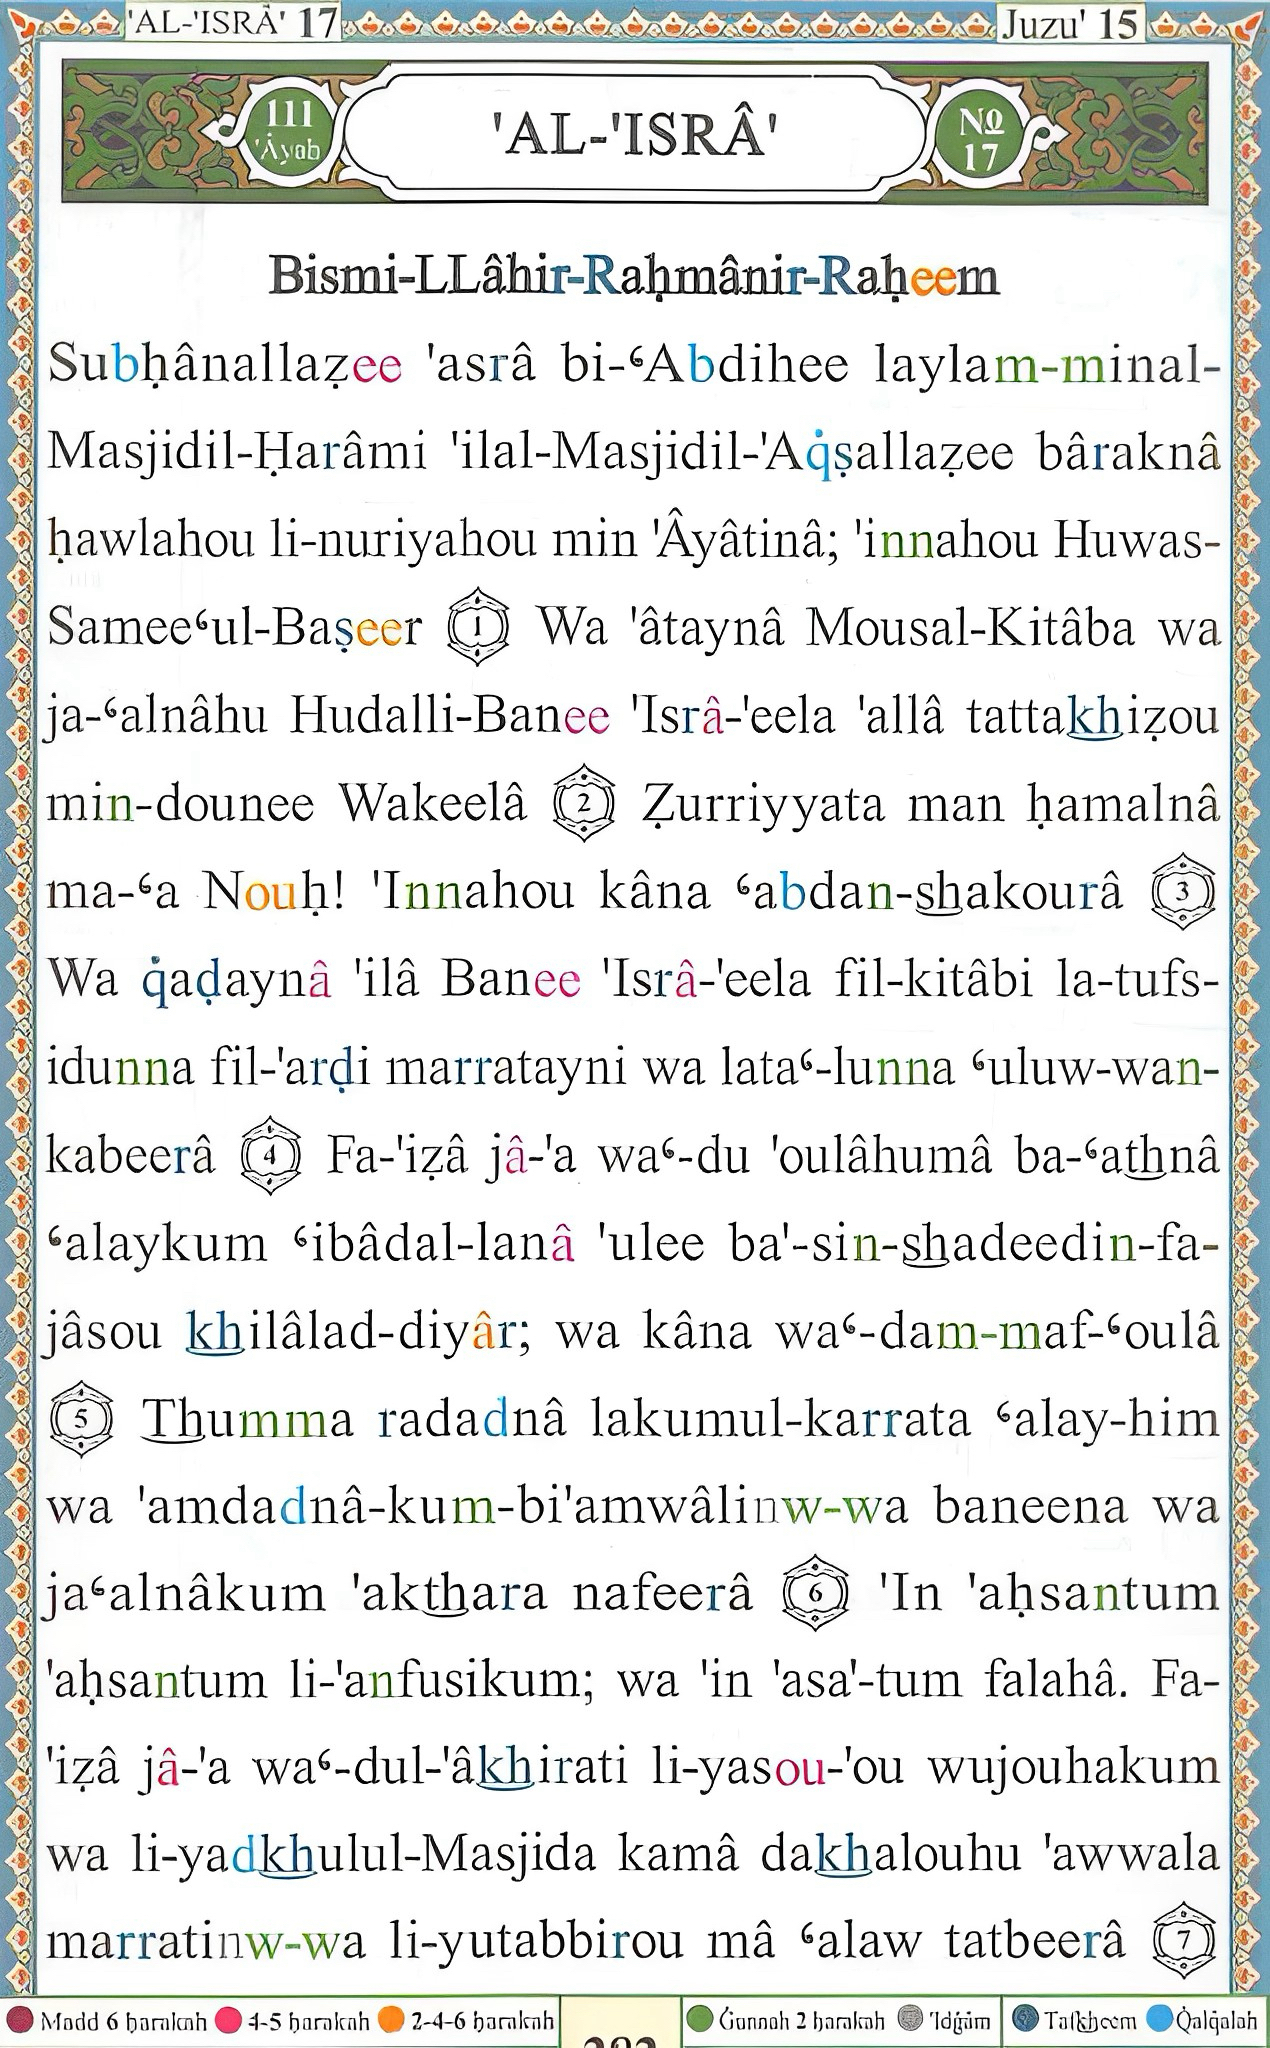 'AL-'ISRÂ' 17
Juzu' 15
111 'Âyah
'AL-'ISRÂ'
No 17
Bismi-LLâhir-Raḥmânir-Raḥeem
Subḥânallaẓee 'asrâ bi-ʿAbdihee laylam-minal-
Masjidil-Ḥarâmi 'ilal-Masjidil-'Aq̇ṣallaẓee bâraknâ
ḥawlahou li-nuriyahou min 'Âyâtinâ; 'innahou Huwas-
Sameeʿul-Baṣeer 1 Wa 'âtaynâ Mousal-Kitâba wa
ja-ʿalnâhu Hudalli-Banee 'Isrâ-'eela 'allâ tattakhiẓou
min-dounee Wakeelâ 2 Ẓurriyyata man ḥamalnâ
ma-ʿa Nouḥ! 'Innahou kâna ʿabdan-shakourâ 3
Wa q̇aḍaynâ 'ilâ Banee 'Isrâ-'eela fil-kitâbi la-tufs-
idunna fil-'arḍi marratayni wa lataʿ-lunna ʿuluw-wan-
kabeerâ 4 Fa-'iẓâ jâ-'a waʿ-du 'oulâhumâ ba-ʿathnâ
ʿalaykum ʿibâdal-lanâ 'ulee ba'-sin-shadeedin-fa-
jâsou khilâlad-diyâr; wa kâna waʿ-dam-maf-ʿoulâ
5 Thumma radadnâ lakumul-karrata ʿalay-him
wa 'amdadnâ-kum-bi'amwâlinw-wa baneena wa
jaʿalnâkum 'akthara nafeerâ 6 'In 'aḥsantum
'aḥsantum li-'anfusikum; wa 'in 'asa'-tum falahâ. Fa-
'iẓâ jâ-'a waʿ-dul-'âkhirati li-yasou-'ou wujouhakum
wa li-yadkhulul-Masjida kamâ dakhalouhu 'awwala
marratinw-wa li-yutabbirou mâ ʿalaw tatbeerâ 7
Madd 6 ḥarakah 4-5 ḥarakah 2-4-6 ḥarakah Ġunnah 2 ḥarakah 'Idġâm Tafkheem Q̇alq̇alah